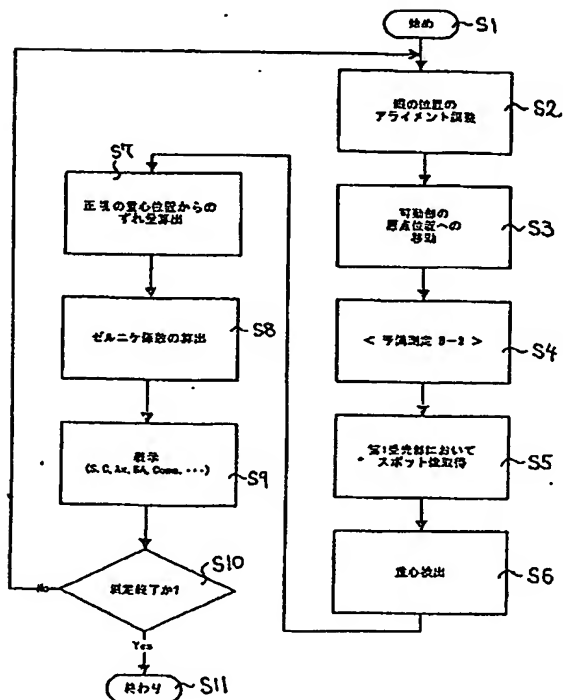 始め
S1
眼の位置の
アライメント調整
S2
可動部の
原点位置への
移動
S3
< 予備測定 >
S4
第1受光部において
スポット像取得
S5
重心検出
S6
S7
正視の重心位置からの
ずれ量算出
ゼルニケ係数の算出
S8
表示
(S,C,Ax,SA,Coma,···)
S9
測定終了か?
S10
No
Yes
終わり
S11